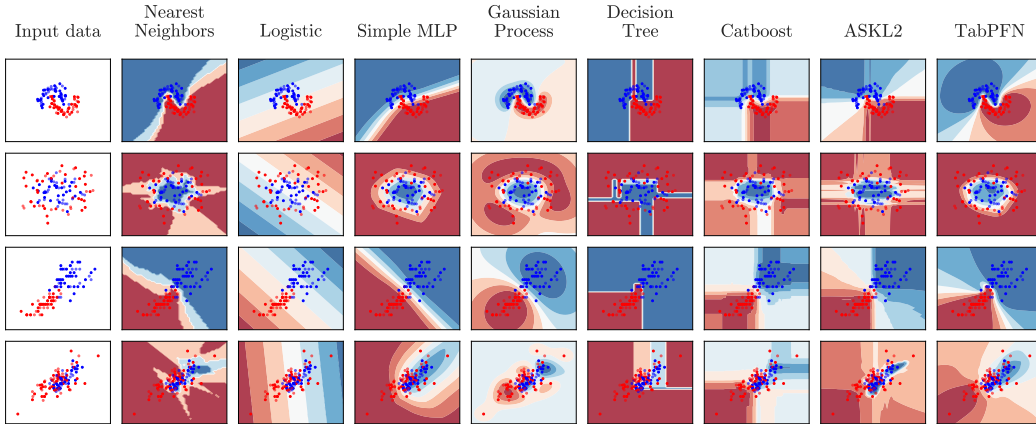 Input data
Nearest
Neighbors
Logistic
Simple MLP
Gaussian
Process
Decision
Tree
Catboost
ASKL2
TabPFN